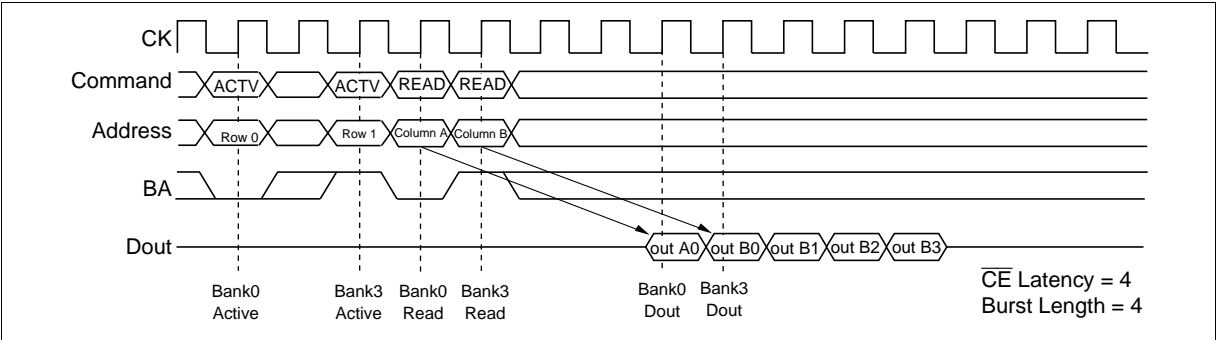 CK
Command ACTV ACTV READ READ
Address Row 0 Row 1 Column A Column B
BA
Dout out A0 out B0 out B1 out B2 out B3
Bank0 Bank3 Bank0 Bank3 Bank0 Bank3
Active Active Read Read Dout Dout
CE Latency = 4
Burst Length = 4